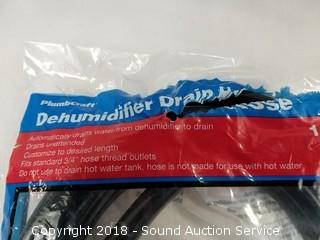 PlumbCraft
Dehumidifier Drain Hose
Automatically drains water from dehumidifier to drain
Drains unattended
Customize to desired length
Fits standard 3/4" hose thread outlets
Do not use to drain hot water tank, hose is not made for use with hot water
1
Copyright 2018 - Sound Auction Service